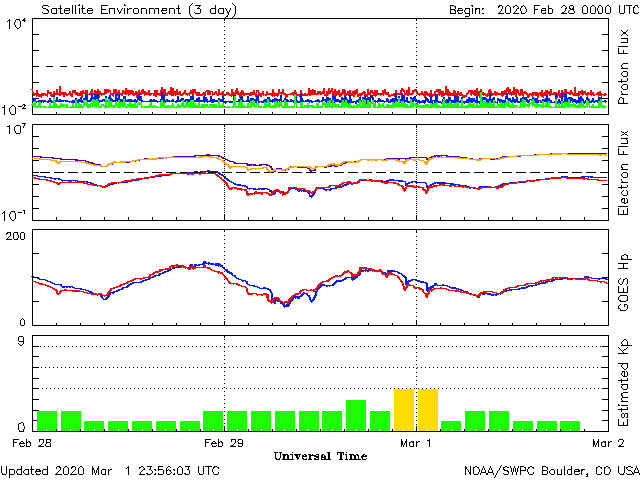 Satellite Environment (3 day)
Begin: 2020 Feb 28 0000 UTC
10^4
10^-2
Proton Flux
10^7
10^-1
Electron Flux
200
0
GOES Hp
9
0
Estimated Kp
Feb 28 Feb 29 Mar 1 Mar 2
Universal Time
Updated 2020 Mar 1 23:56:03 UTC
NOAA/SWPC Boulder, CO USA